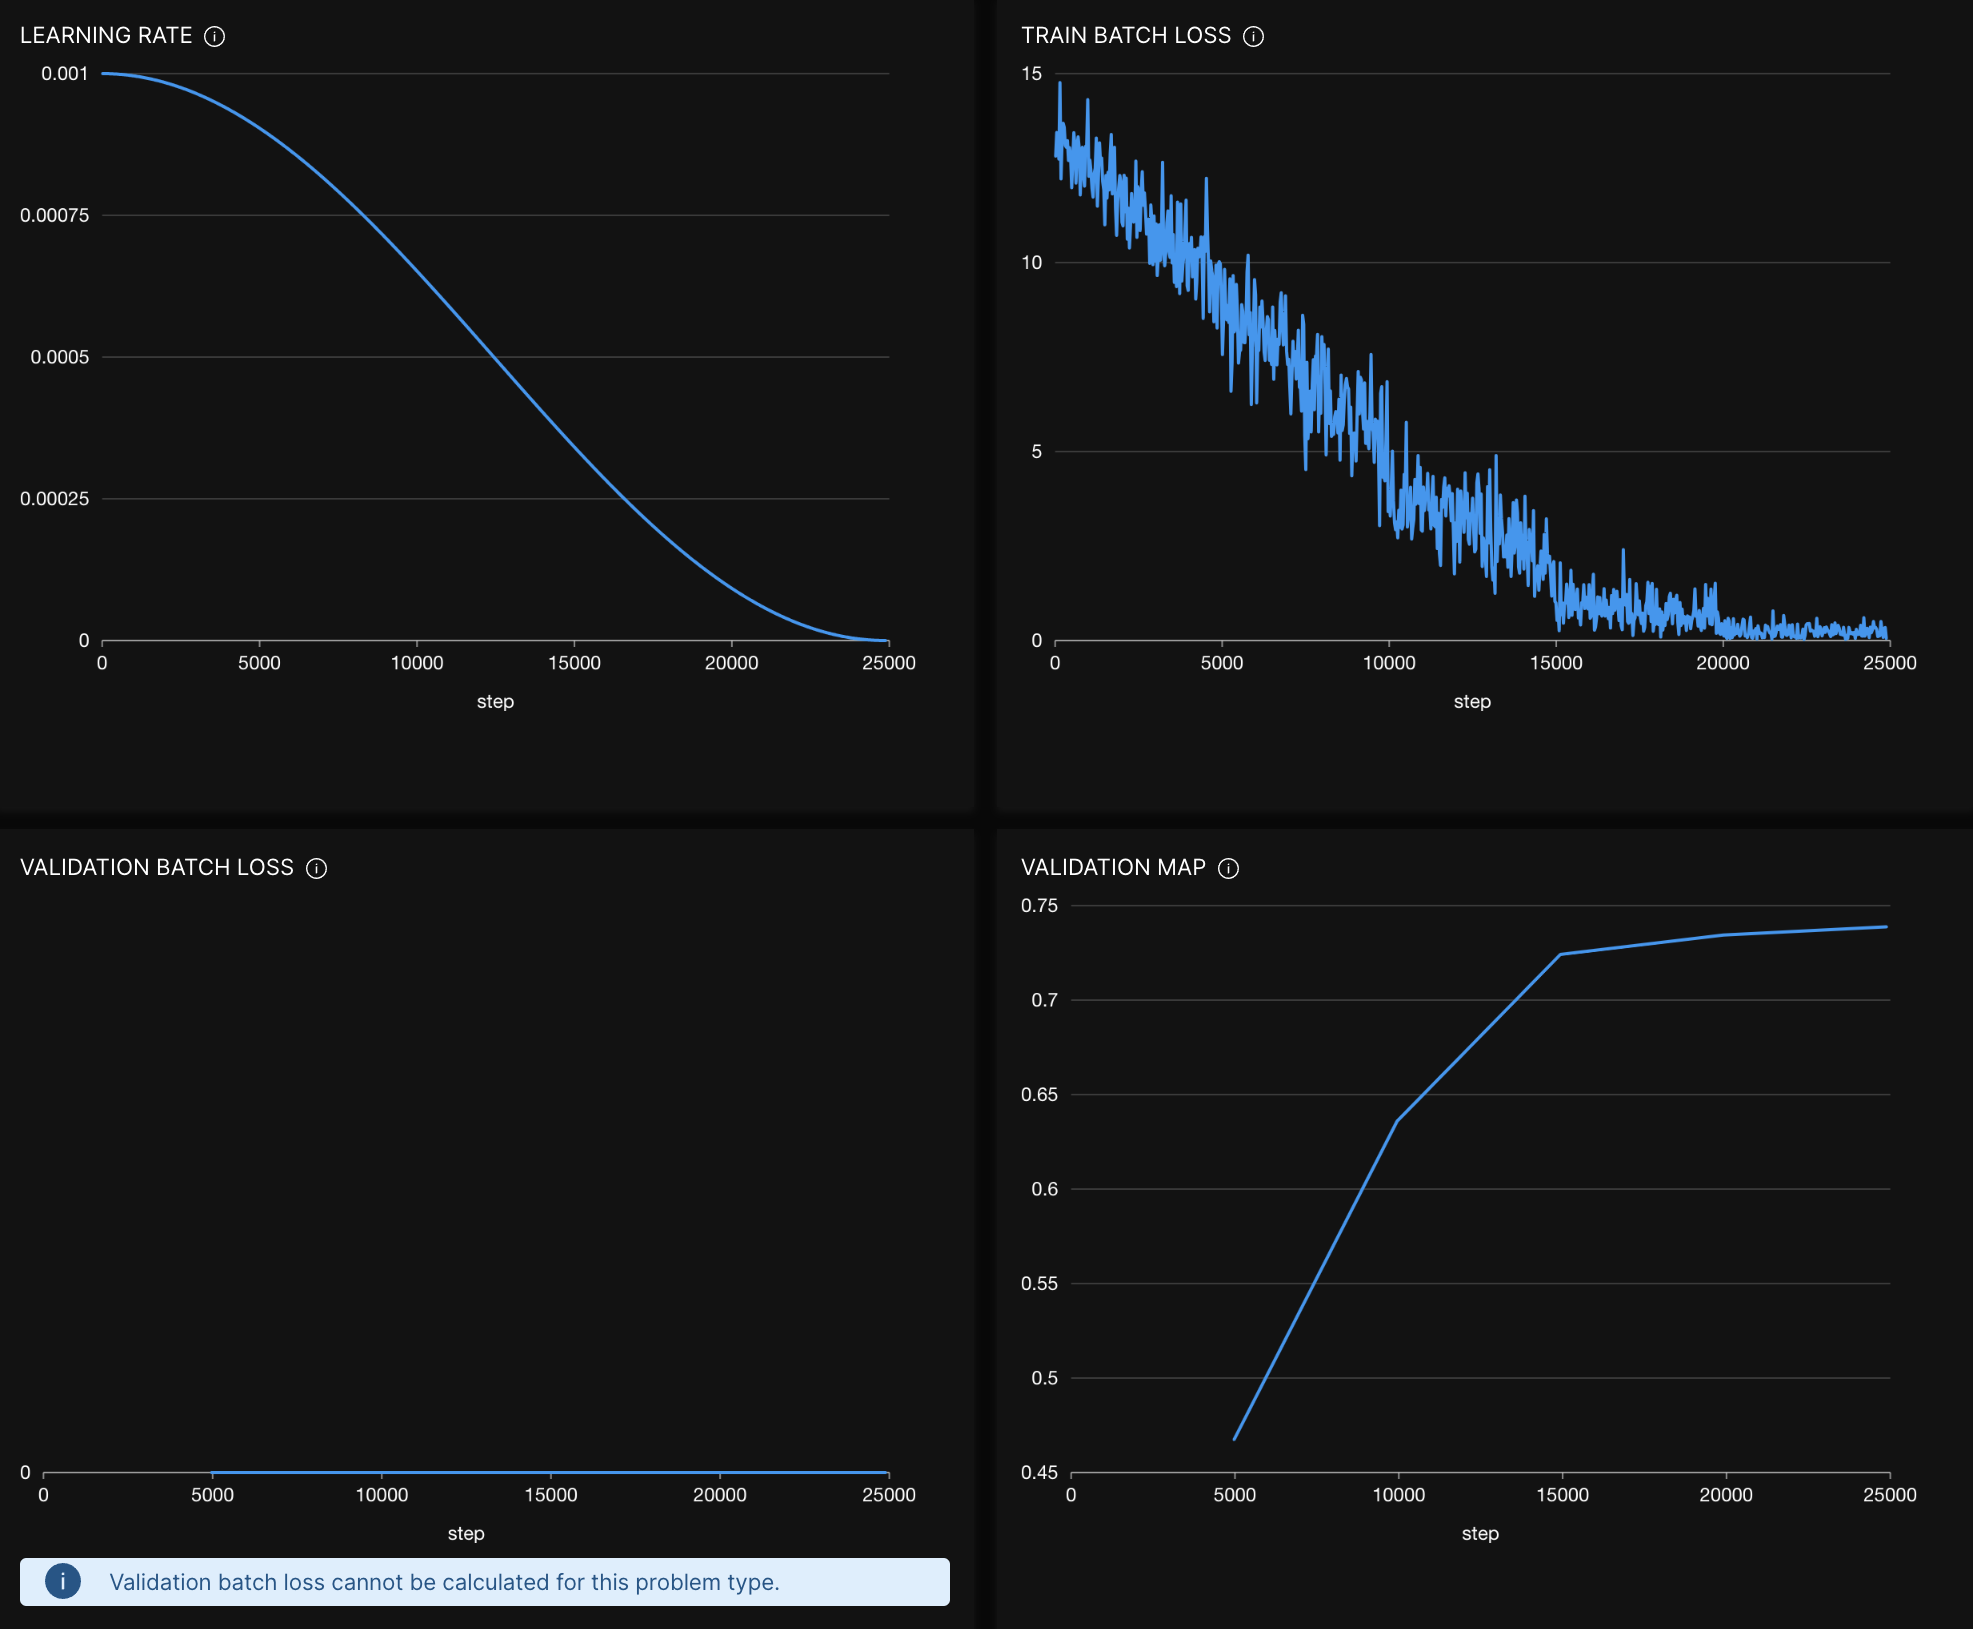 LEARNING RATE
0.001
0.00075
0.0005
0.00025
0
0 5000 10000 15000 20000 25000
step
TRAIN BATCH LOSS
15
10
5
0
0 5000 10000 15000 20000 25000
step
VALIDATION BATCH LOSS
0
0 5000 10000 15000 20000 25000
step
Validation batch loss cannot be calculated for this problem type.
VALIDATION MAP
0.75
0.7
0.65
0.6
0.55
0.5
0.45
0 5000 10000 15000 20000 25000
step